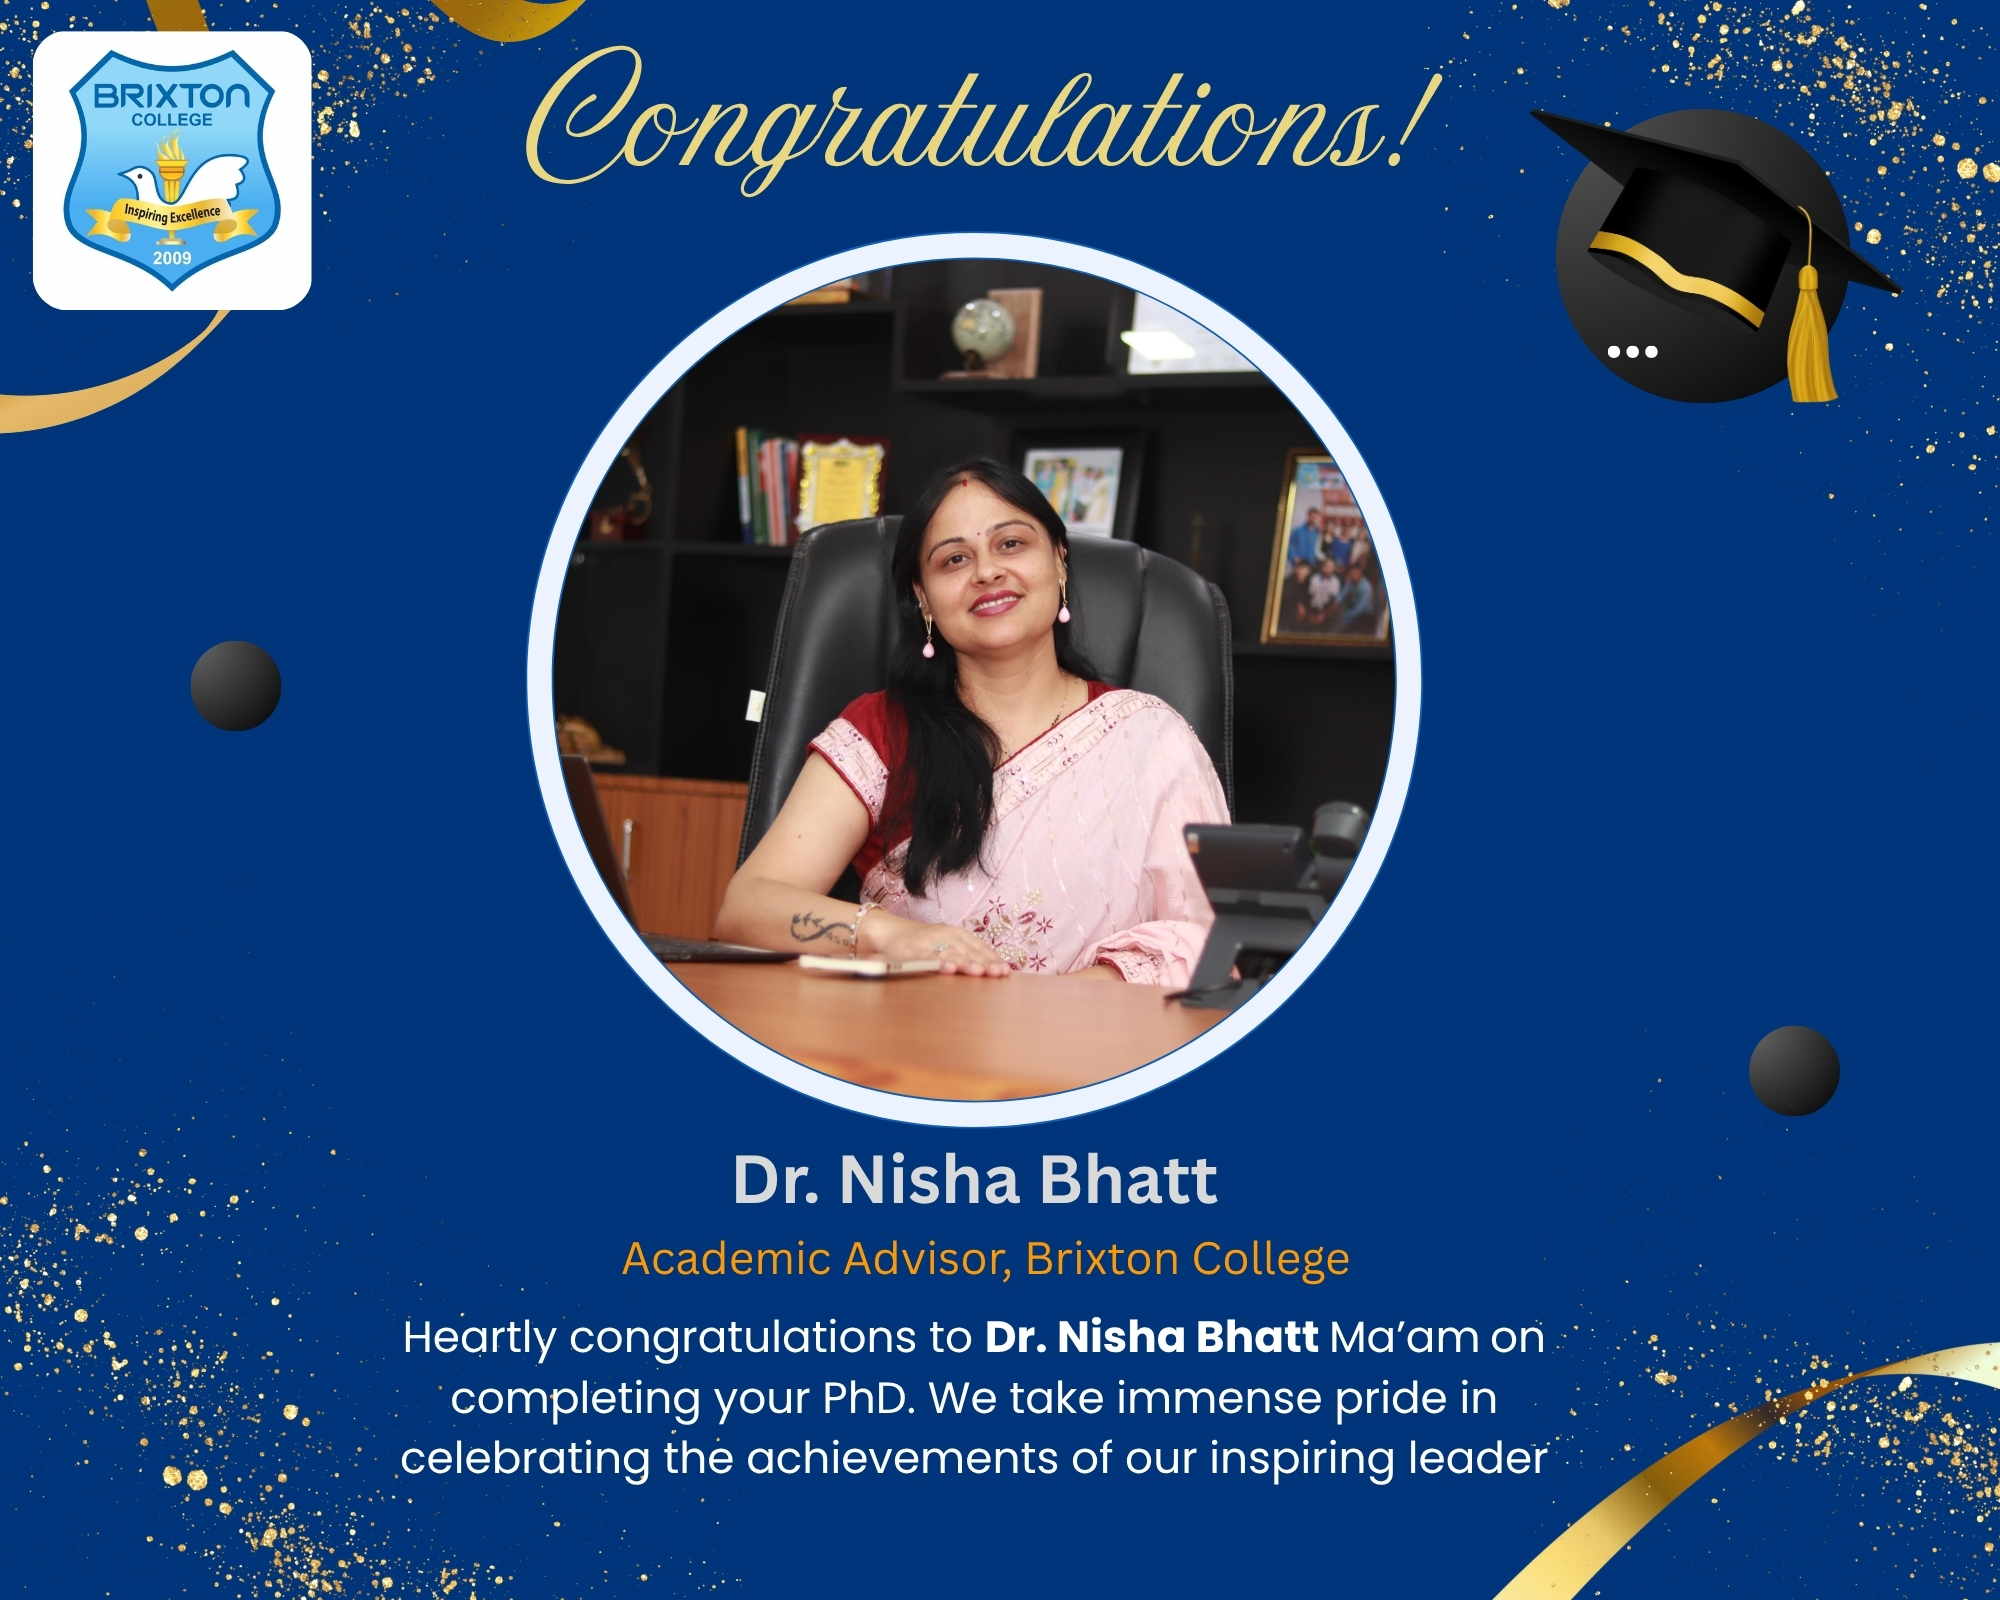 BRIXTON
COLLEGE
Inspiring Excellence
2009
Congratulations!
Dr. Nisha Bhatt
Academic Advisor, Brixton College
Heartly congratulations to Dr. Nisha Bhatt Ma’am on
completing your PhD. We take immense pride in
celebrating the achievements of our inspiring leader